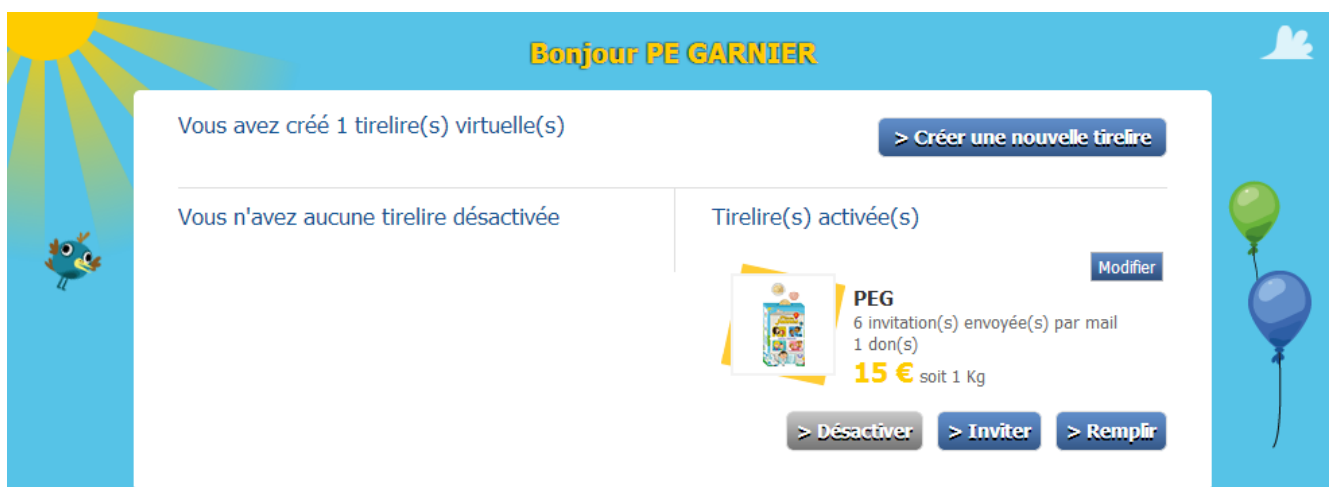 Bonjour PE GARNIER
Vous avez créé 1 tirelire(s) virtuelle(s)
> Créer une nouvelle tirelire
Vous n'avez aucune tirelire désactivée
Tirelire(s) activée(s)
Modifier
PEG
6 invitation(s) envoyée(s) par mail
1 don(s)
15 € soit 1 Kg
> Désactiver
> Inviter
> Remplir